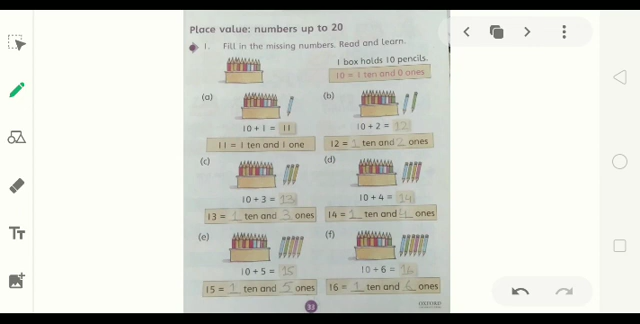 Place value: numbers up to 20
1. Fill in the missing numbers. Read and learn.
1 box holds 10 pencils.
10 = 1 ten and 0 ones
(a)
(b)
10 + 1 = 11
10 + 2 = 12
11 = 1 ten and 1 one
12 = 1 ten and 2 ones
(c)
(d)
10 + 3 = 13
10 + 4 = 14
13 = 1 ten and 3 ones
14 = 1 ten and 4 ones
(e)
(f)
10 + 5 = 15
10 + 6 = 16
15 = 1 ten and 5 ones
16 = 1 ten and 6 ones
33
OXFORD
TT